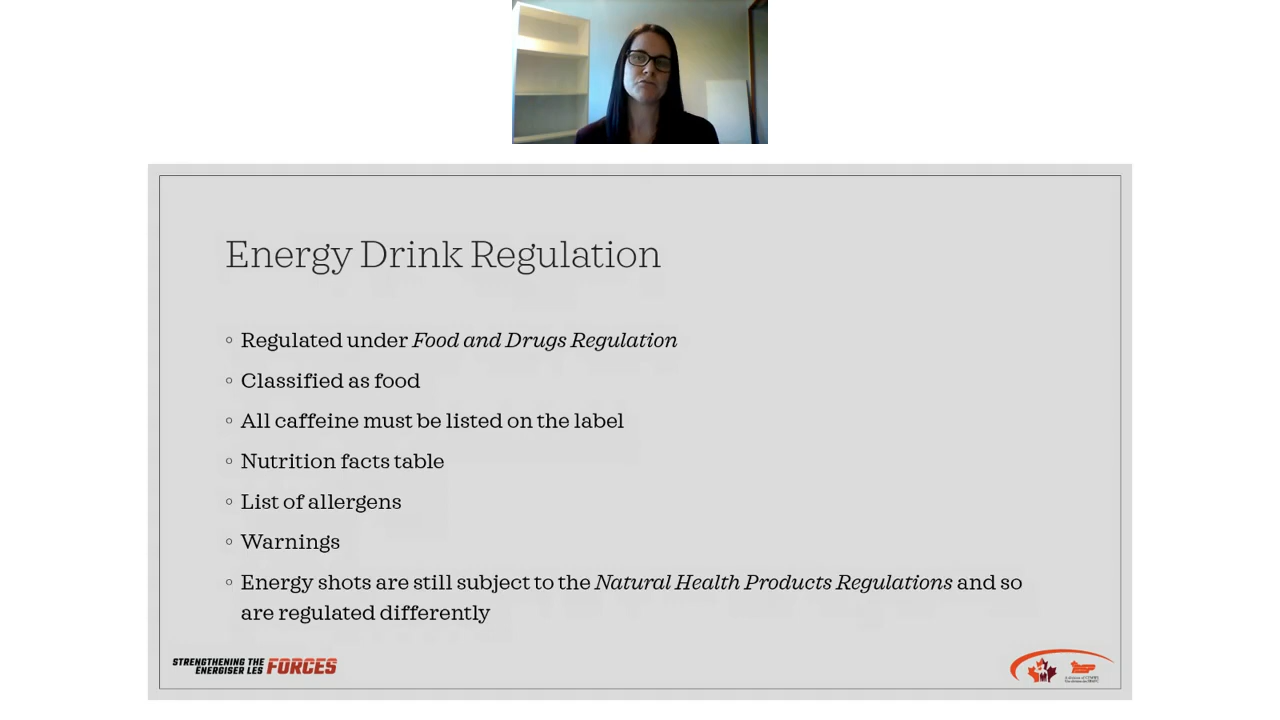 Energy Drink Regulation
◦ Regulated under Food and Drugs Regulation
◦ Classified as food
◦ All caffeine must be listed on the label
◦ Nutrition facts table
◦ List of allergens
◦ Warnings
◦ Energy shots are still subject to the Natural Health Products Regulations and so
are regulated differently
STRENGTHENING THE
ÉNERGISER LES FORCES